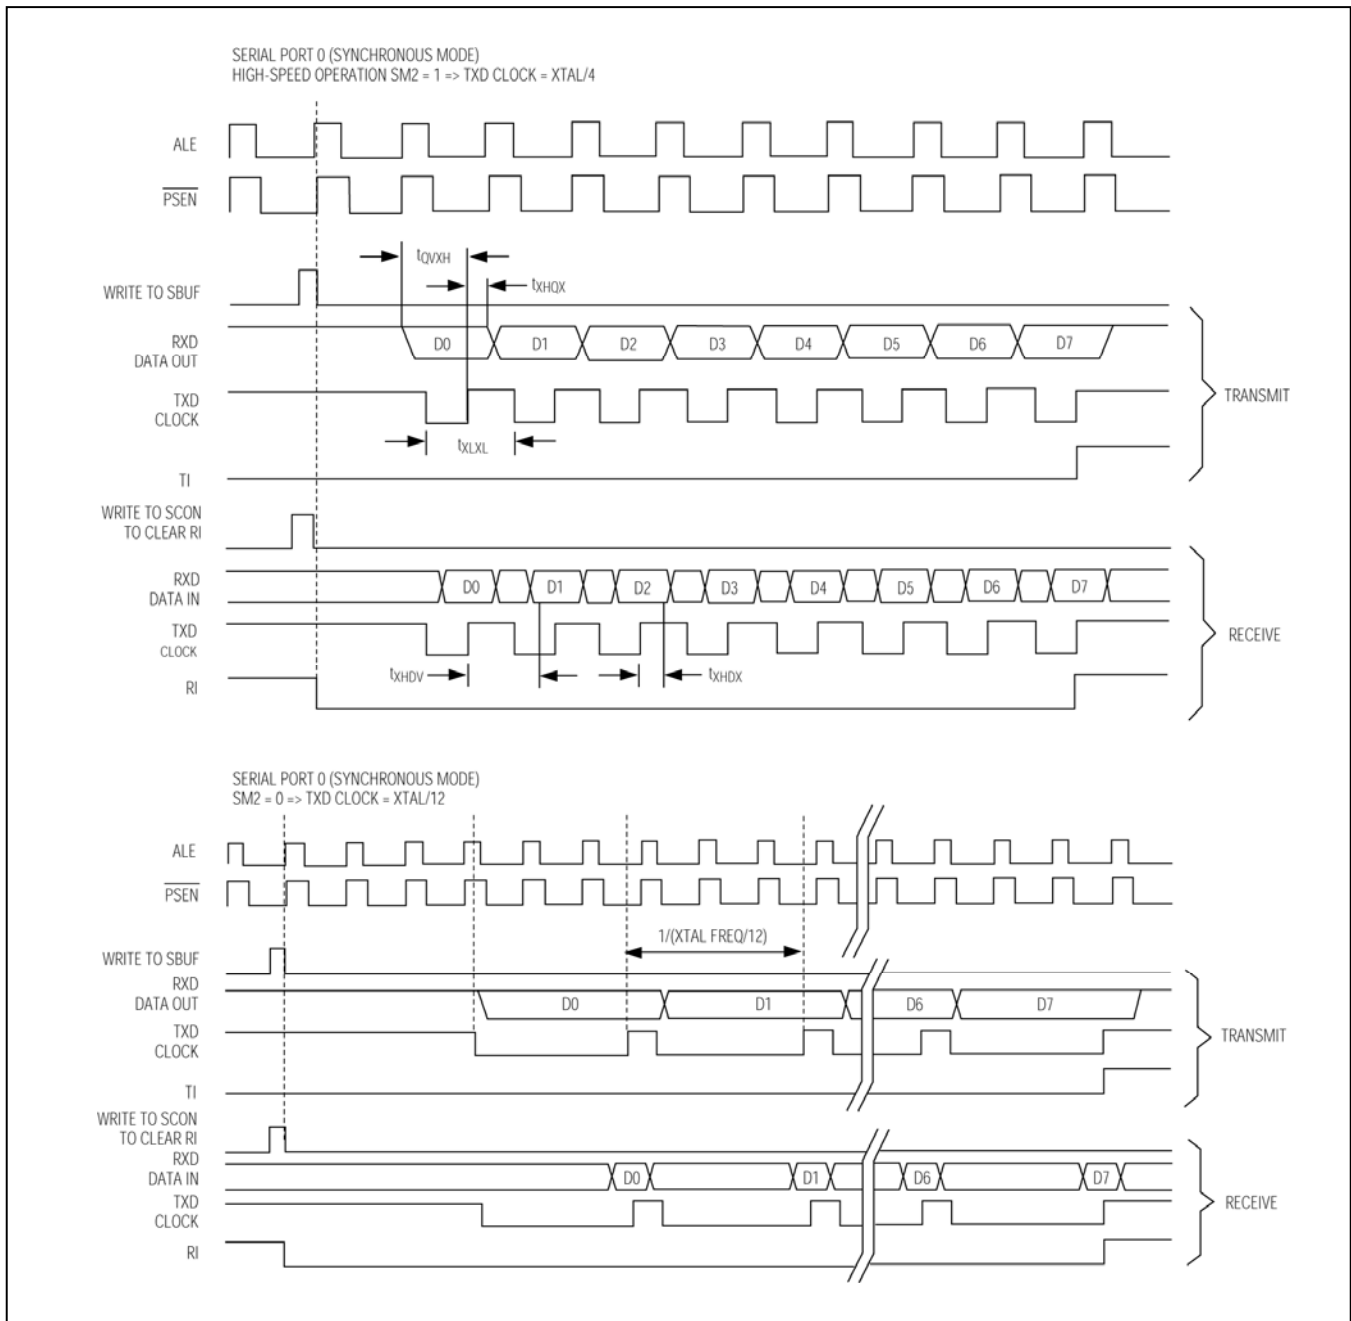 SERIAL PORT 0 (SYNCHRONOUS MODE)
HIGH-SPEED OPERATION SM2 = 1 => TXD CLOCK = XTAL/4
ALE
PSEN
tQVXH
WRITE TO SBUF
tXHQX
RXD
DATA OUT
D0 D1 D2 D3 D4 D5 D6 D7
TXD
CLOCK
TRANSMIT
tXLXL
TI
WRITE TO SCON
TO CLEAR RI
RXD
DATA IN
D0 D1 D2 D3 D4 D5 D6 D7
TXD
CLOCK
RECEIVE
tXHDV tXHDX
RI
SERIAL PORT 0 (SYNCHRONOUS MODE)
SM2 = 0 => TXD CLOCK = XTAL/12
ALE
PSEN
1/(XTAL FREQ/12)
WRITE TO SBUF
RXD
DATA OUT
D0 D1 D6 D7
TXD
CLOCK
TRANSMIT
TI
WRITE TO SCON
TO CLEAR RI
RXD
DATA IN
D0 D1 D6 D7
TXD
CLOCK
RECEIVE
RI